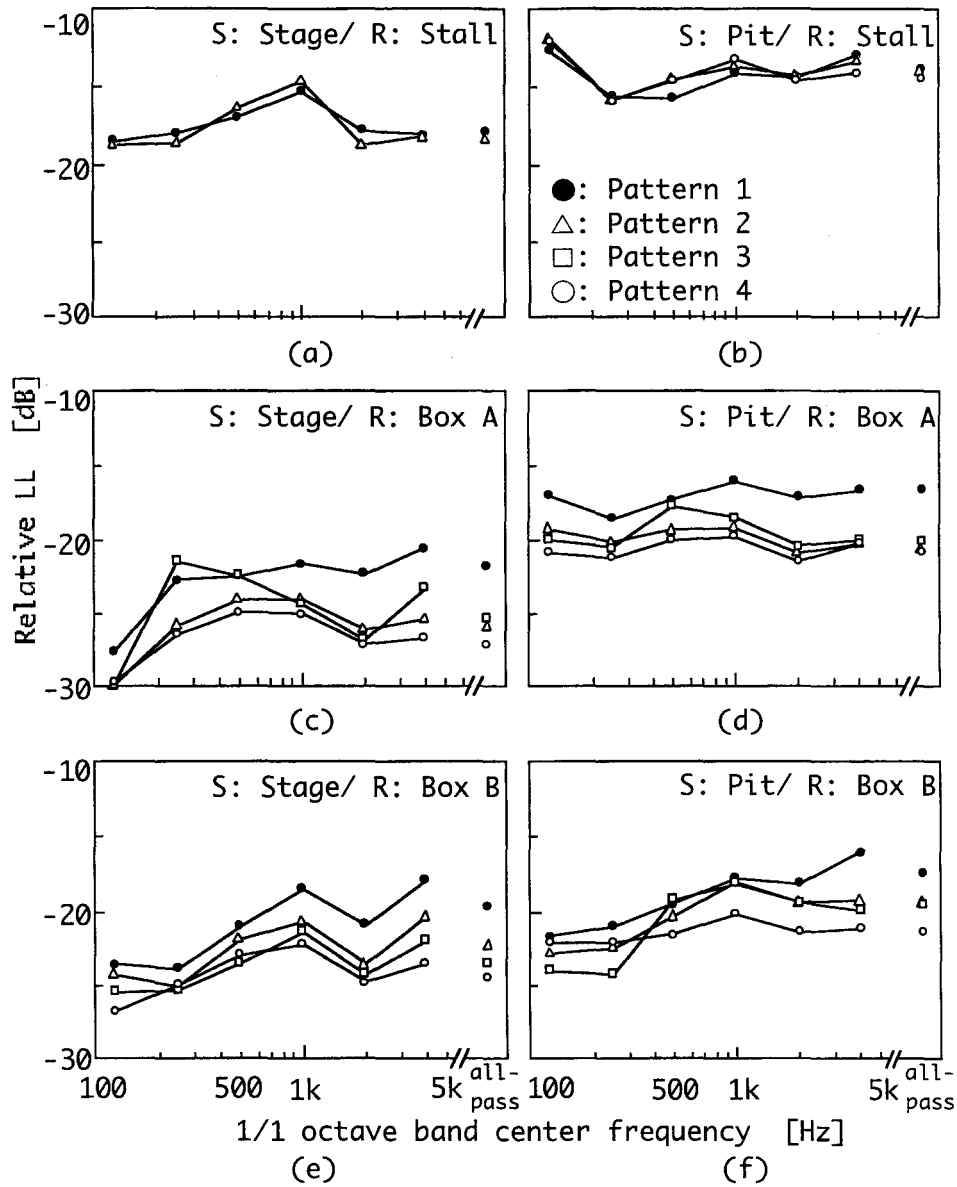 -10
S: Stage/ R: Stall
-20
-30
(a)
S: Pit/ R: Stall
●: Pattern 1
△: Pattern 2
□: Pattern 3
○: Pattern 4
(b)
Relative LL [dB]
-10
S: Stage/ R: Box A
-20
-30
(c)
S: Pit/ R: Box A
(d)
-10
S: Stage/ R: Box B
-20
-30
S: Pit/ R: Box B
100 500 1k 5k all-pass
100 500 1k 5k all-pass
1/1 octave band center frequency [Hz]
(e)
(f)